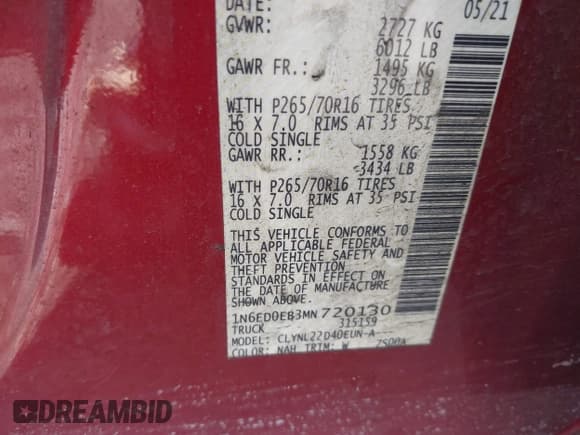 DATE: 05/21
GVWR: 2727 KG
6012 LB
GAWR FR.: 1495 KG
3296 LB
WITH P265/70R16 TIRES
16 X 7.0 RIMS AT 35 PSI
COLD SINGLE
GAWR RR.: 1558 KG
3434 LB
WITH P265/70R16 TIRES
16 X 7.0 RIMS AT 35 PSI
COLD SINGLE
THIS VEHICLE CONFORMS TO
ALL APPLICABLE FEDERAL
MOTOR VEHICLE SAFETY AND
THEFT PREVENTION
STANDARDS IN EFFECT ON
THE DATE OF MANUFACTURE
SHOWN ABOVE.
1N6ED0EB3MN720130
TRUCK 315159
MODEL: CLYNL22D40EUN-A
COLOR: NAH TRIM: W
DREAMBID